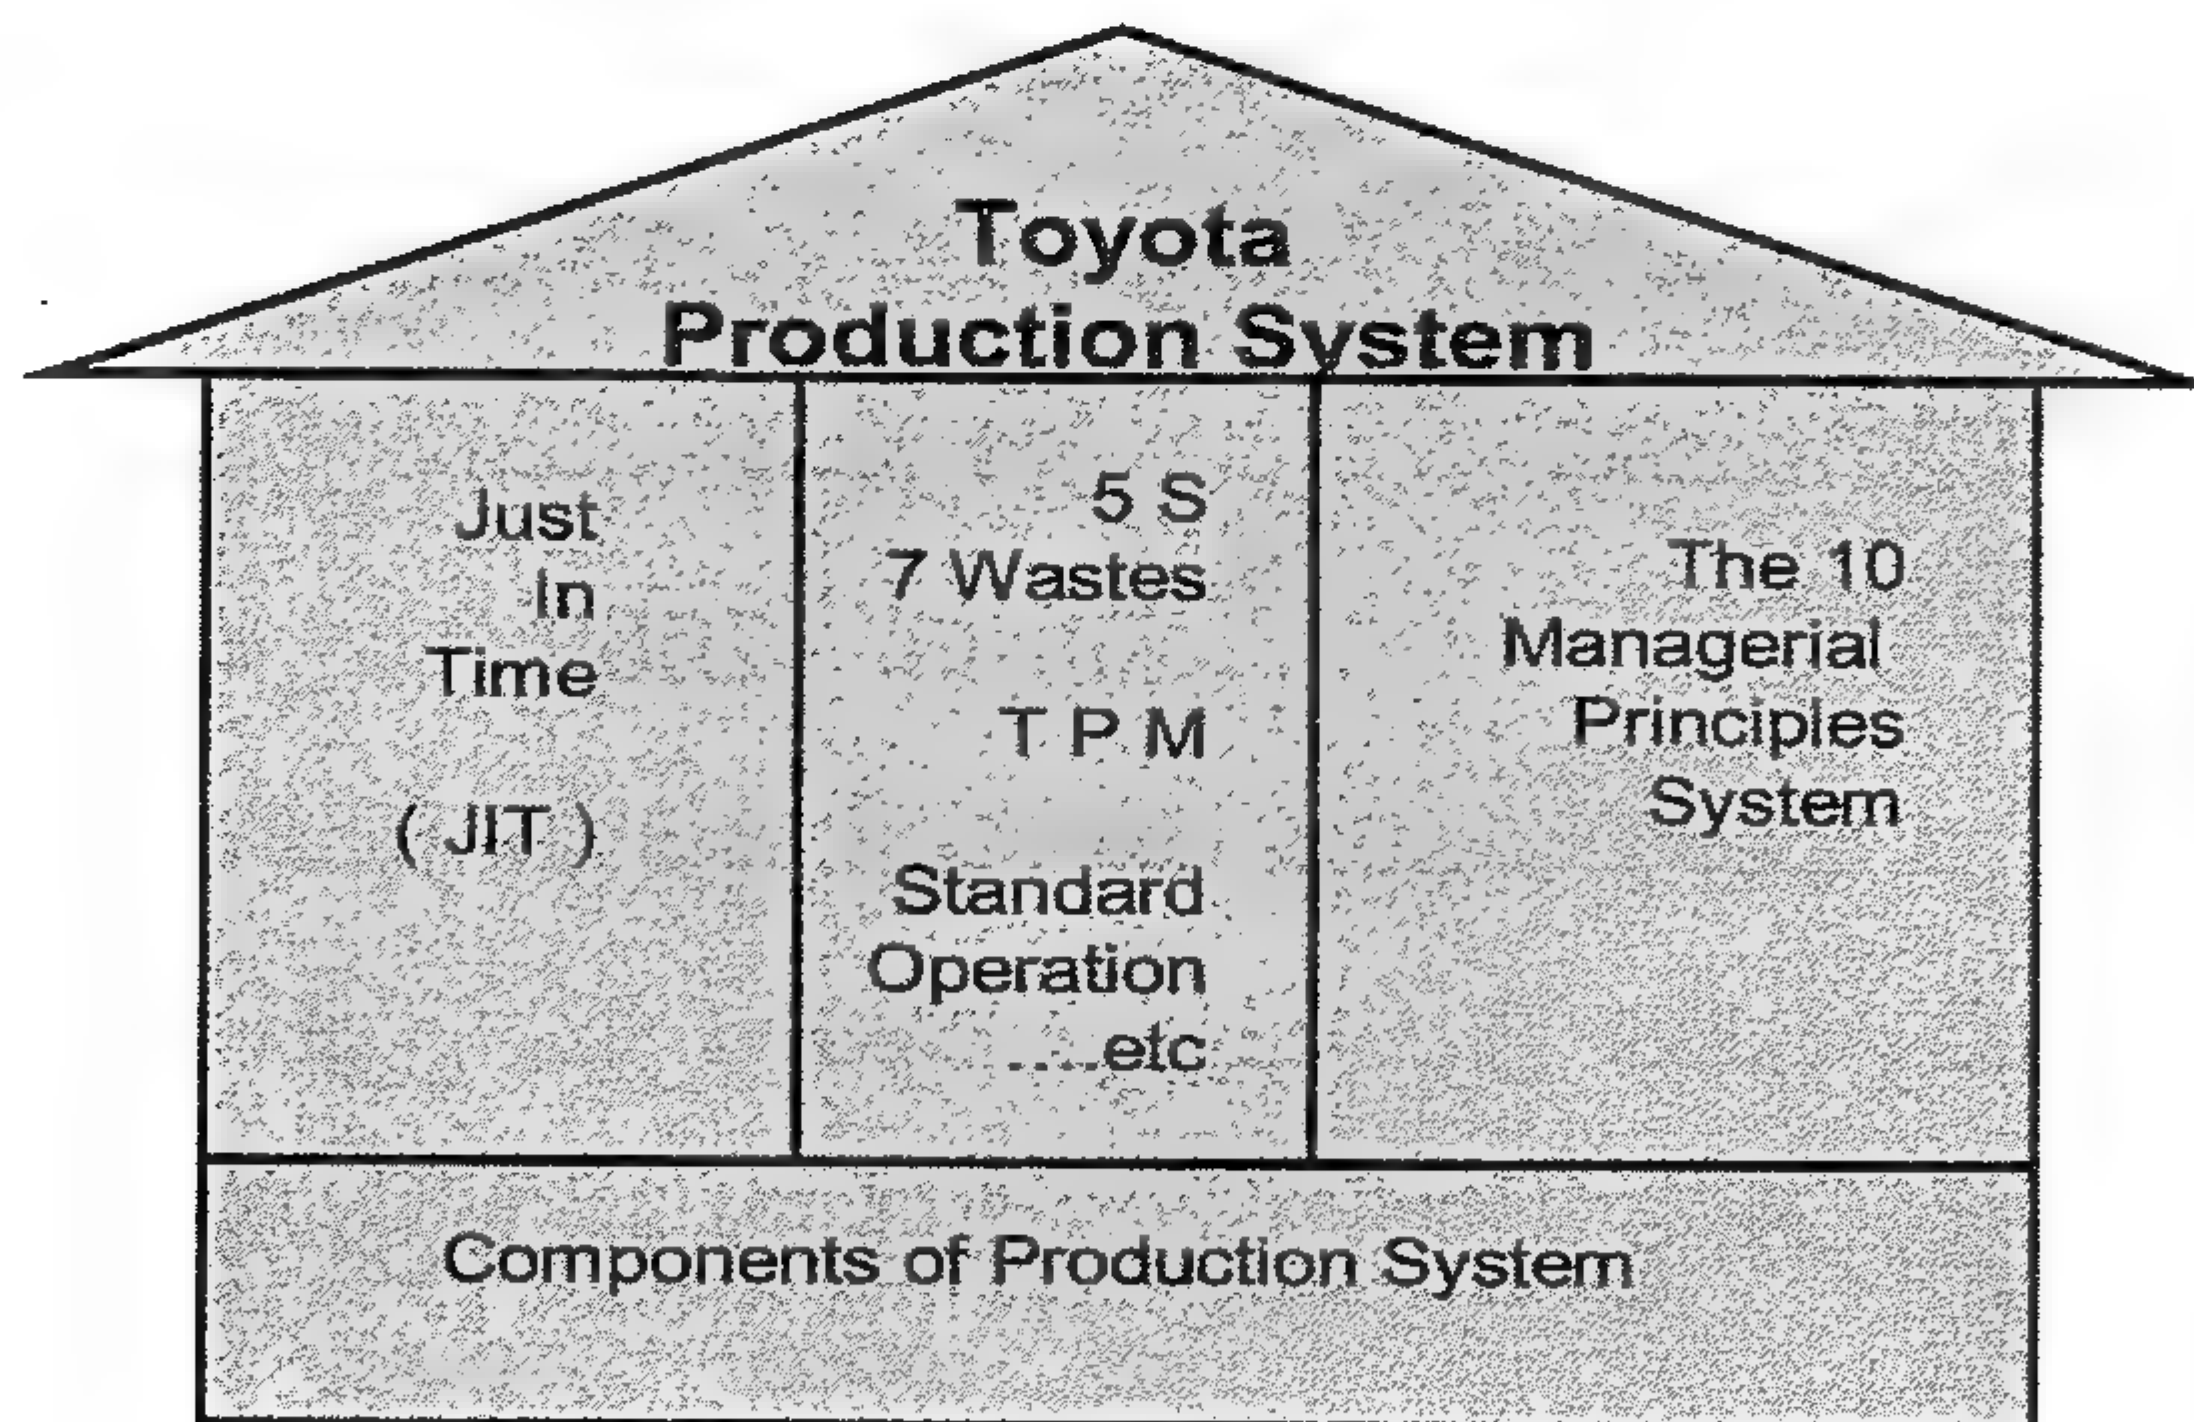 Toyota
Production System
Just
In
Time
( JIT )
5 S
7 Wastes
T P M
Standard
Operation
....etc
The 10
Managerial
Principles
System
Components of Production System